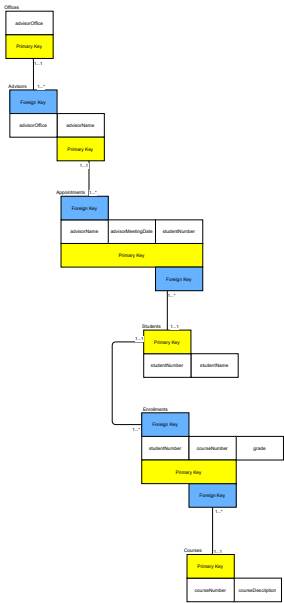 Offices
advisorOffice
Primary Key
1...1
Advisors 1...*
Foreign Key
advisorOffice advisorName
Primary Key
1...1
Appointments 1...*
Foreign Key
advisorName advisorMeetingDate studentNumber
Primary Key
Foreign Key
1...*
Students 1...1
1...1
Primary Key
studentNumber studentName
Enrollments
Foreign Key
1...*
studentNumber courseNumber grade
Primary Key
Foreign Key
1...*
Courses 1...1
Primary Key
courseNumber courseDescription